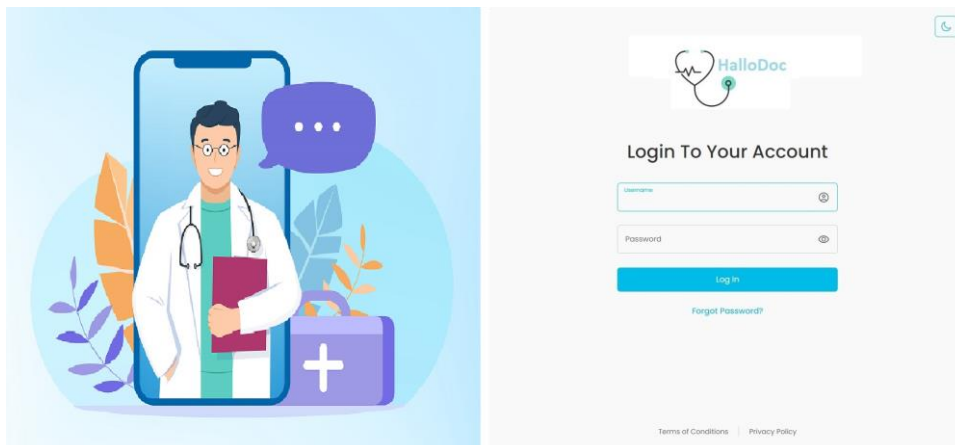 HalloDoc
Login To Your Account
Username
Password
Log In
Forgot Password?
Terms of Conditions
Privacy Policy